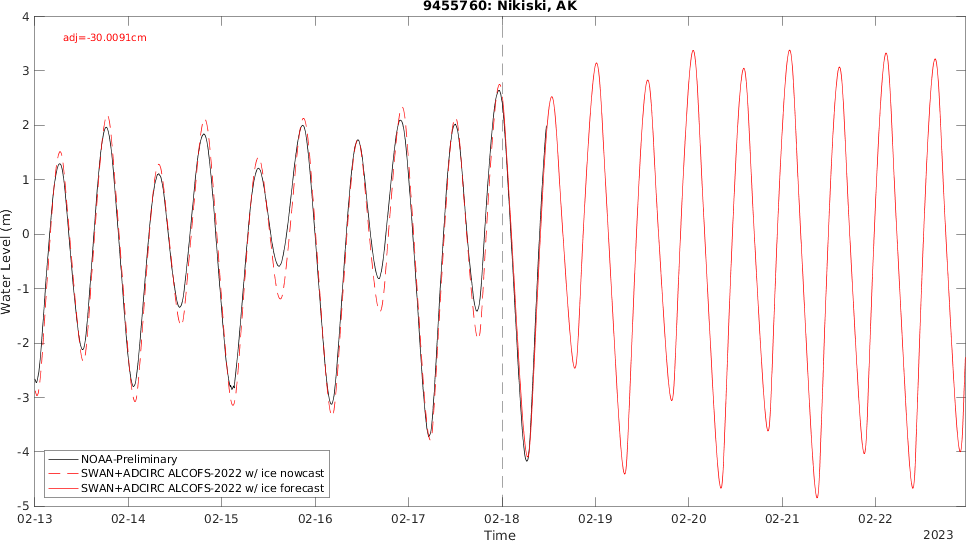 9455760: Nikiski, AK
adj=-30.0091cm
4
3
2
1
0
-1
-2
-3
-4
-5
Water Level (m)
NOAA-Preliminary
SWAN+ADCIRC ALCOFS-2022 w/ ice nowcast
SWAN+ADCIRC ALCOFS-2022 w/ ice forecast
02-13 02-14 02-15 02-16 02-17 02-18 02-19 02-20 02-21 02-22
Time
2023